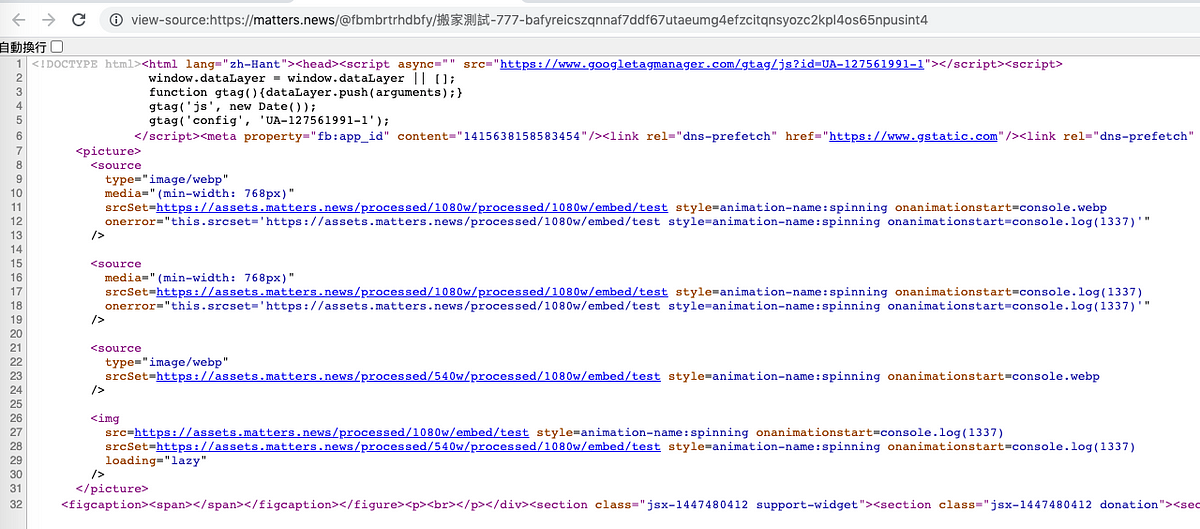 view-source:https://matters.news/@fbmbrtrhdbfy/搬家測試-777-bafyreicszqnnaf7ddf67utaeumg4efzcitqnsyozc2kpl4os65npusint4
自動換行
1 <!DOCTYPE html><html lang="zh-Hant"><head><script async="" src="https://www.googletagmanager.com/gtag/js?id=UA-127561991-1"></script><script>
2 window.dataLayer = window.dataLayer || [];
3 function gtag(){dataLayer.push(arguments);}
4 gtag('js', new Date());
5 gtag('config', 'UA-127561991-1');
6 </script><meta property="fb:app_id" content="1415638158583454"/><link rel="dns-prefetch" href="https://www.gstatic.com"/><link rel="dns-prefetch"
7 <picture>
8 <source
9 type="image/webp"
10 media="(min-width: 768px)"
11 srcSet=https://assets.matters.news/processed/1080w/processed/1080w/embed/test style=animation-name:spinning onanimationstart=console.webp
12 onerror="this.srcset='https://assets.matters.news/processed/1080w/embed/test style=animation-name:spinning onanimationstart=console.log(1337)'"
13 />
14
15 <source
16 media="(min-width: 768px)"
17 srcSet=https://assets.matters.news/processed/1080w/processed/1080w/embed/test style=animation-name:spinning onanimationstart=console.log(1337)
18 onerror="this.srcset='https://assets.matters.news/processed/1080w/embed/test style=animation-name:spinning onanimationstart=console.log(1337)'"
19 />
20
21 <source
22 type="image/webp"
23 srcSet=https://assets.matters.news/processed/540w/processed/1080w/embed/test style=animation-name:spinning onanimationstart=console.webp
24 />
25
26 <img
27 src=https://assets.matters.news/processed/1080w/embed/test style=animation-name:spinning onanimationstart=console.log(1337)
28 srcSet=https://assets.matters.news/processed/540w/processed/1080w/embed/test style=animation-name:spinning onanimationstart=console.log(1337)
29 loading="lazy"
30 />
31 </picture>
32 <figcaption><span></span></figcaption></figure><p><br></p></div><section class="jsx-1447480412 support-widget"><section class="jsx-1447480412 donation"><sec